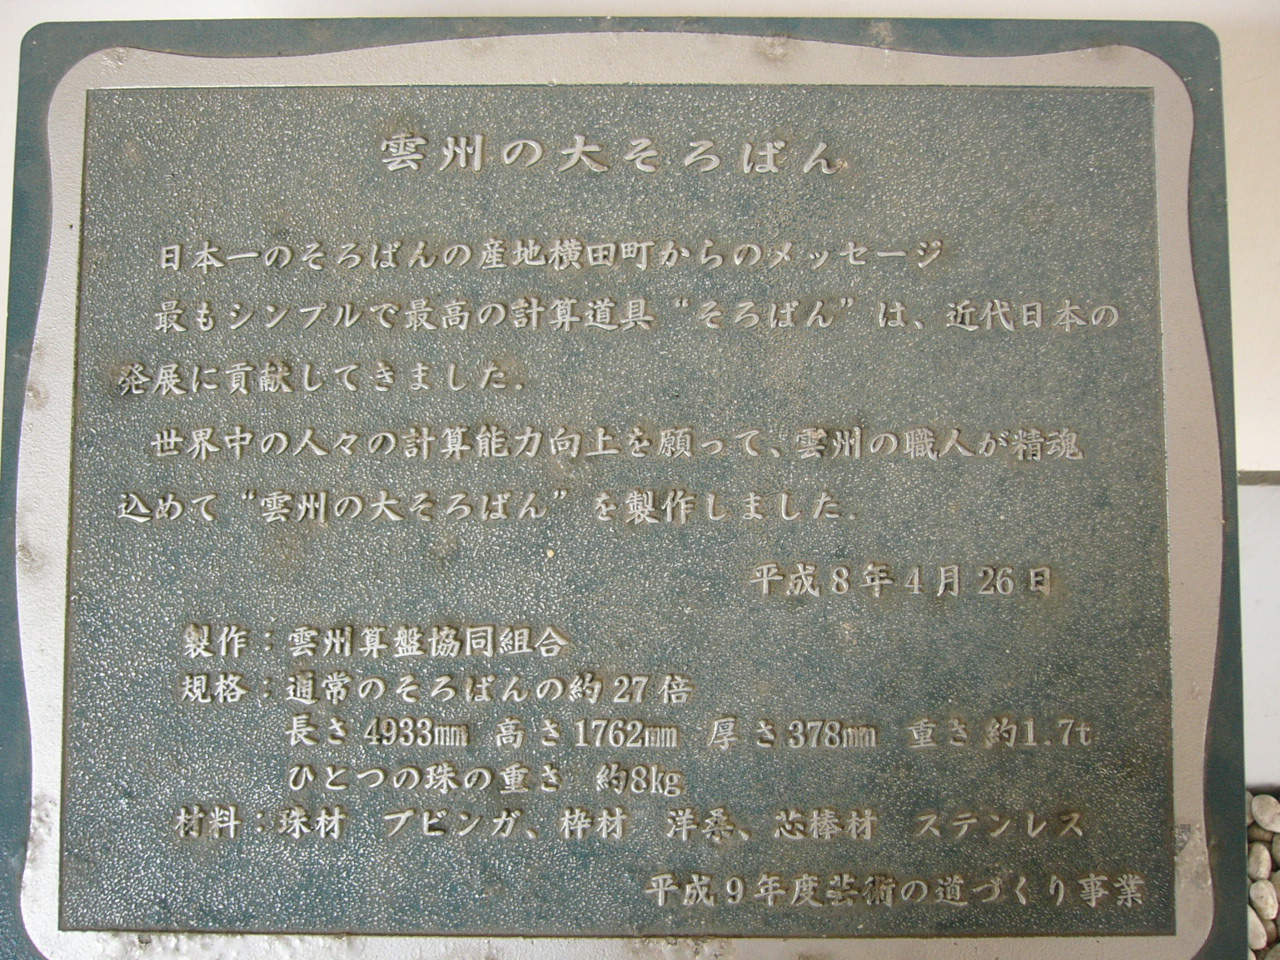 雲州の大そろばん
日本一のそろばんの産地横田町からのメッセージ
最もシンプルで最高の計算道具“そろばん”は、近代日本の
発展に貢献してきました.
世界中の人々の計算能力向上を願って、雲州の職人が精魂
込めて“雲州の大そろばん”を製作しました.
平成8年4月26日
製作：雲州算盤協同組合
規格：通常のそろばんの約27倍
長さ4933㎜ 高さ1762㎜ 厚さ378㎜ 重さ約1.7t
ひとつの珠の重さ 約8㎏
材料：珠材 ブビンガ、枠材 洋桑、芯棒材 ステンレス
平成9年度芸術の道づくり事業